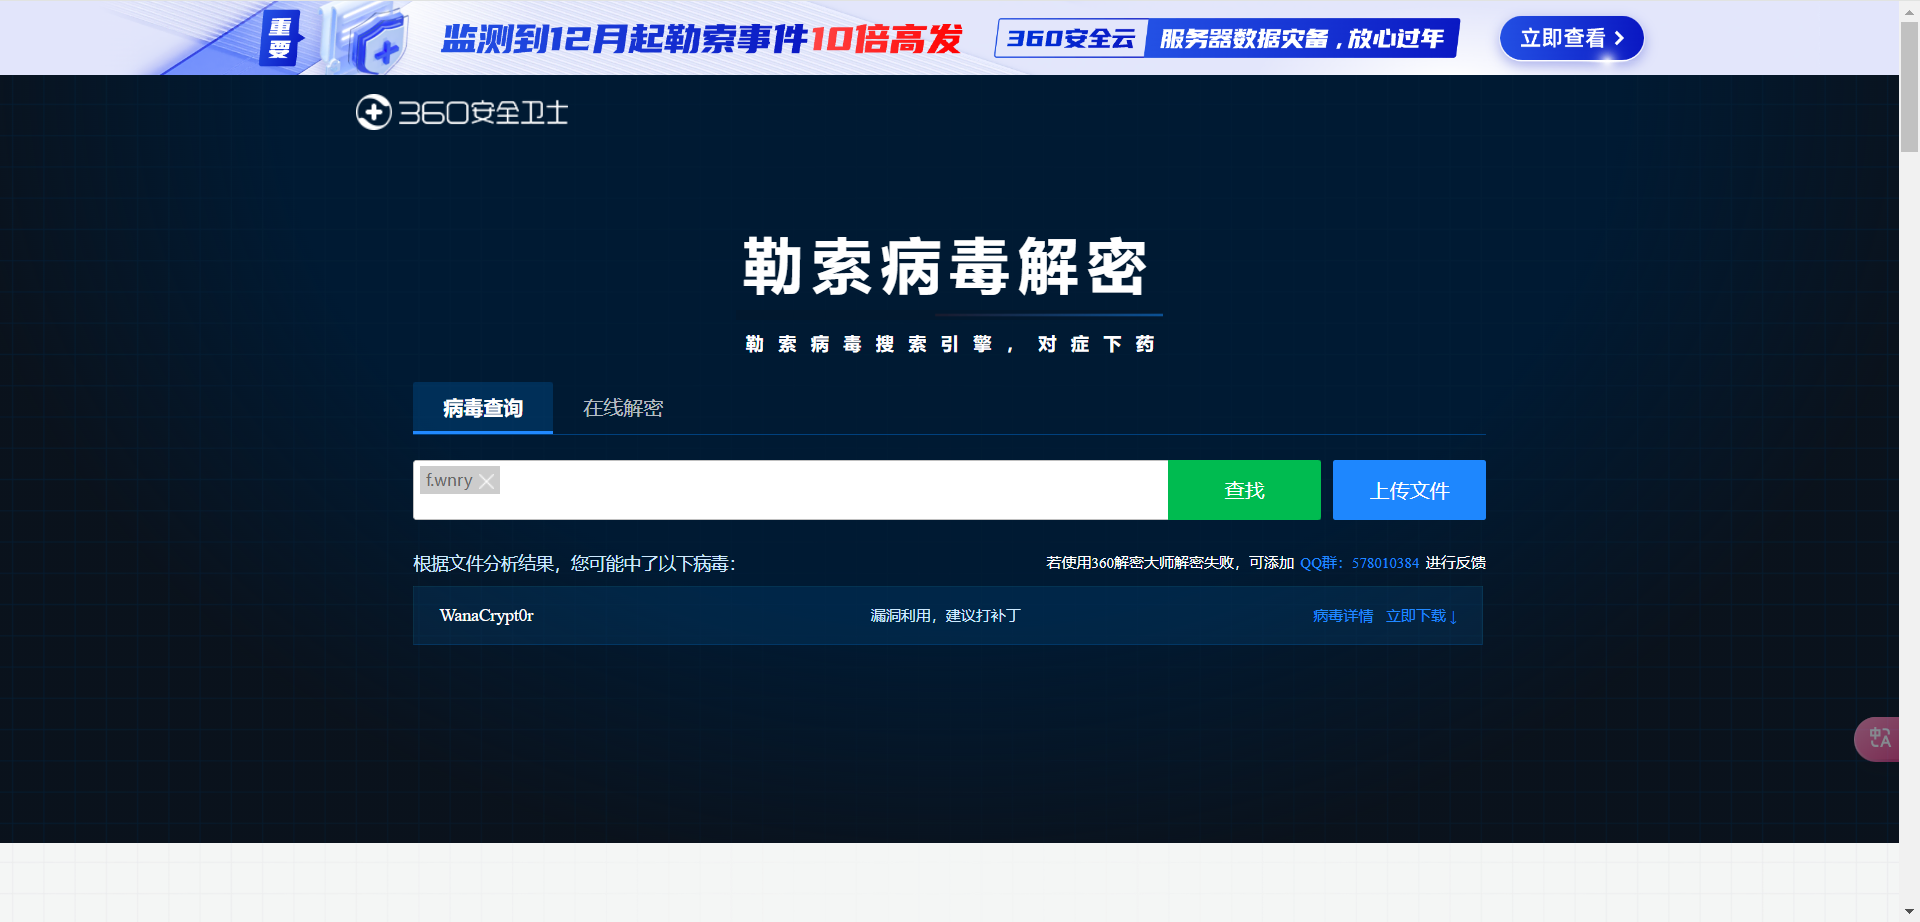 重要
监测到12月起勒索事件10倍高发
360安全云 服务器数据灾备，放心过年
立即查看
360安全卫士
勒索病毒解密
勒索病毒搜索引擎，对症下药
病毒查询 在线解密
f.wnry
查找
上传文件
根据文件分析结果，您可能中了以下病毒：
若使用360解密大师解密失败，可添加 QQ群：578010384 进行反馈
WanaCrypt0r 漏洞利用，建议打补丁 病毒详情 立即下载↓
中A